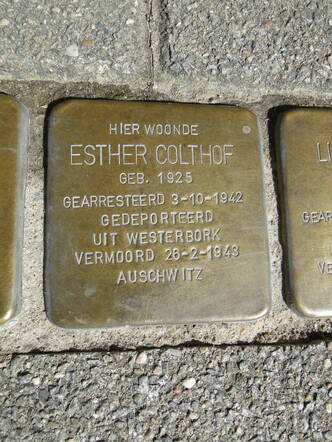 HIER WOONDE
ESTHER COLTHOF
GEB. 1925
GEARRESTEERD 3-10-1942
GEDEPORTEERD
UIT WESTERBORK
VERMOORD 26-2-1943
AUSCHWITZ